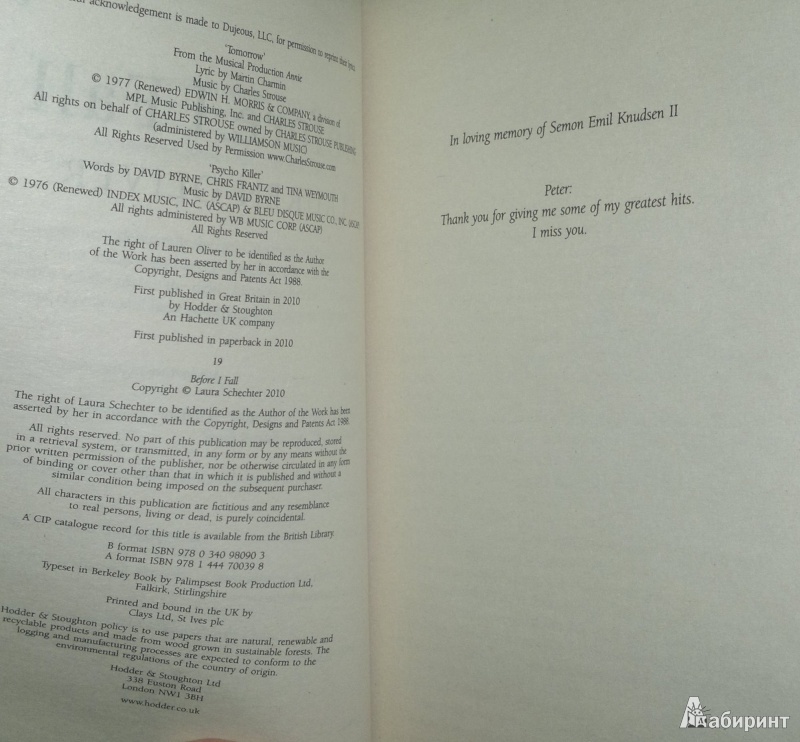 acknowledgement is made to Dujeous, LLC, for permission to reprint their lyrics.
'Tomorrow'
From the Musical Production Annie
Lyric by Martin Charmin
Music by Charles Strouse
© 1977 (Renewed) EDWIN H. MORRIS & COMPANY, a division of
MPL Music Publishing, Inc. and CHARLES STROUSE
All rights on behalf of CHARLES STROUSE owned by CHARLES STROUSE PUBLISHING
(administered by WILLIAMSON MUSIC)
All Rights Reserved Used by Permission www.CharlesStrouse.com
'Psycho Killer'
Words by DAVID BYRNE, CHRIS FRANTZ and TINA WEYMOUTH
Music by DAVID BYRNE
© 1976 (Renewed) INDEX MUSIC, INC. (ASCAP) & BLEU DISQUE MUSIC CO., INC. (ASCAP)
All rights administered by WB MUSIC CORP. (ASCAP)
All Rights Reserved
The right of Lauren Oliver to be identified as the Author
of the Work has been asserted by her in accordance with the
Copyright, Designs and Patents Act 1988.
First published in Great Britain in 2010
by Hodder & Stoughton
An Hachette UK company
First published in paperback in 2010
19
Before I Fall
Copyright © Laura Schechter 2010
The right of Laura Schechter to be identified as the Author of the Work has been
asserted by her in accordance with the Copyright, Designs and Patents Act 1988.
All rights reserved. No part of this publication may be reproduced, stored
in a retrieval system, or transmitted, in any form or by any means without the
prior written permission of the publisher, nor be otherwise circulated in any form
of binding or cover other than that in which it is published and without a
similar condition being imposed on the subsequent purchaser.
All characters in this publication are fictitious and any resemblance
to real persons, living or dead, is purely coincidental.
A CIP catalogue record for this title is available from the British Library
B format ISBN 978 0 340 98090 3
A format ISBN 978 1 444 70039 8
Typeset in Berkeley Book by Palimpsest Book Production Ltd,
Falkirk, Stirlingshire
Printed and bound in the UK by
Clays Ltd, St Ives plc
Hodder & Stoughton policy is to use papers that are natural, renewable and
recyclable products and made from wood grown in sustainable forests. The
logging and manufacturing processes are expected to conform to the
environmental regulations of the country of origin.
Hodder & Stoughton Ltd
338 Euston Road
London NW1 3BH
www.hodder.co.uk
In loving memory of Semon Emil Knudsen II
Peter:
Thank you for giving me some of my greatest hits.
I miss you.
Лабиринт